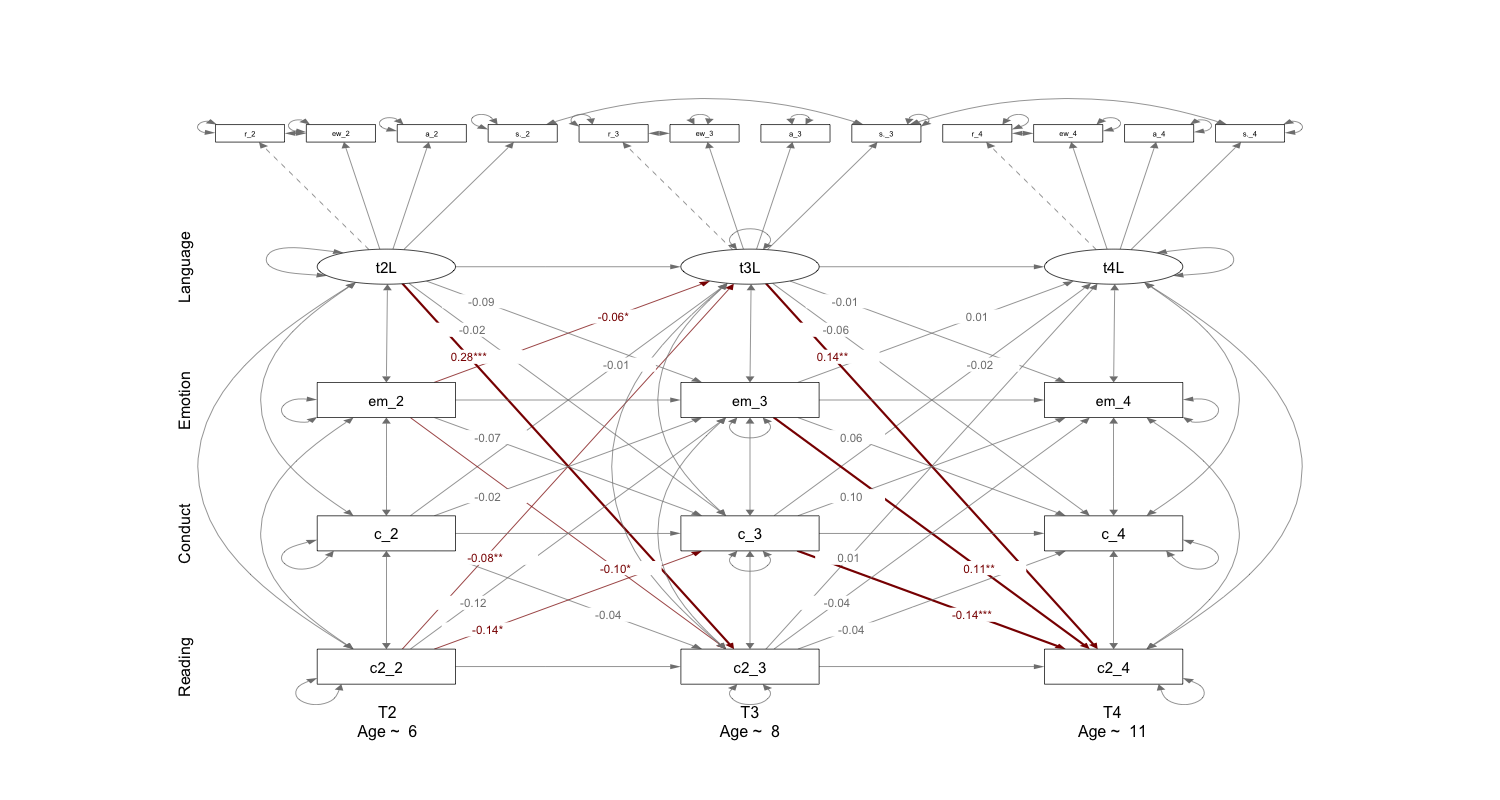 r_2
ew_2
a_2
s._2
r_3
ew_3
a_3
s._3
r_4
ew_4
a_4
s._4
Language
t2L
t3L
t4L
-0.09
-0.06*
-0.02
0.28***
-0.01
-0.01
0.01
-0.06
0.14**
-0.02
Emotion
em_2
em_3
em_4
-0.07
0.06
-0.02
0.10
Conduct
c_2
c_3
c_4
-0.08**
-0.10*
0.01
0.11**
-0.12
-0.04
-0.04
-0.14***
-0.14*
-0.04
Reading
c2_2
c2_3
c2_4
T2
Age ~ 6
T3
Age ~ 8
T4
Age ~ 11